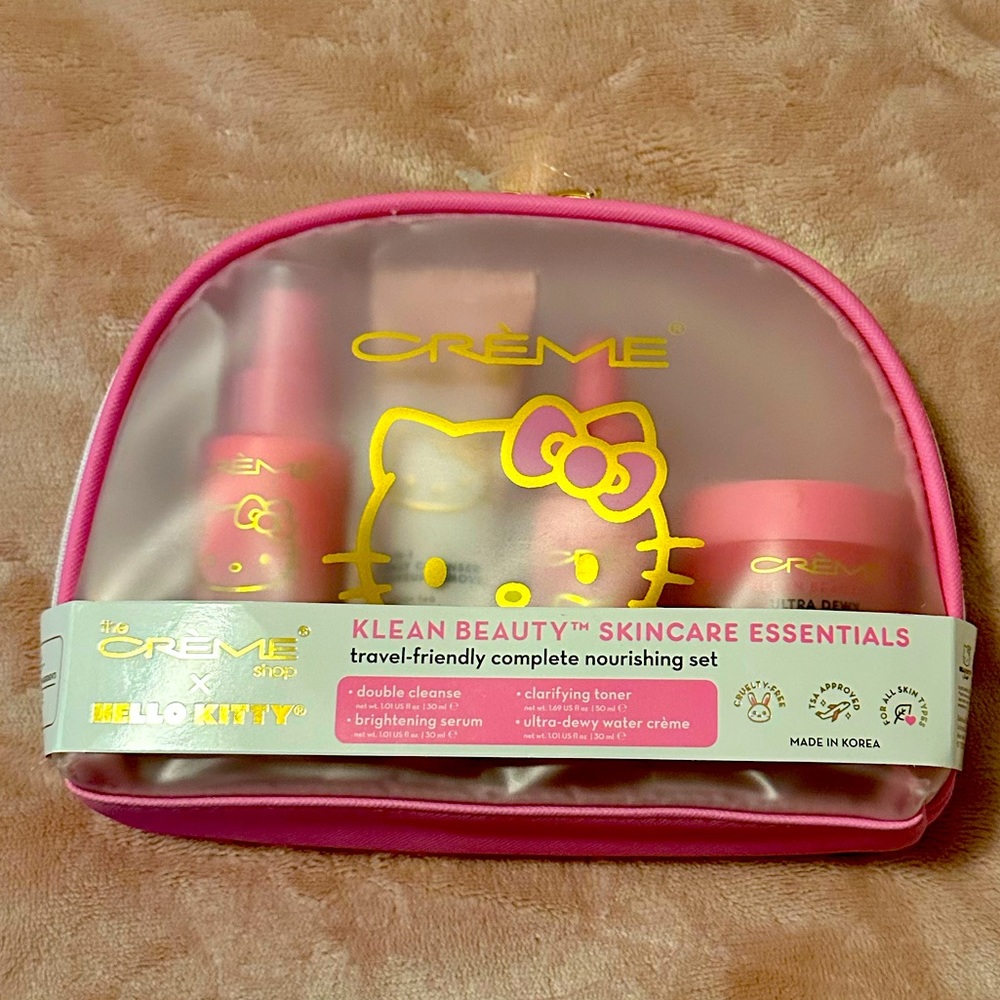 CRÈME®
CRÈME
CRÈME
ULTRA DEWY
the
CRÈME®
shop
X
HELLO KITTY®
KLEAN BEAUTY™ SKINCARE ESSENTIALS
travel-friendly complete nourishing set
• double cleanse
net wt. 1.01 US fl oz | 30 ml ℮
• brightening serum
net wt. 1.01 US fl oz | 30 ml ℮
• clarifying toner
net wt. 1.69 US fl oz | 50 ml ℮
• ultra-dewy water crème
net wt. 1.01 US fl oz | 30 ml ℮
CRUELTY-FREE
TSA APPROVED
FOR ALL SKIN TYPES
MADE IN KOREA